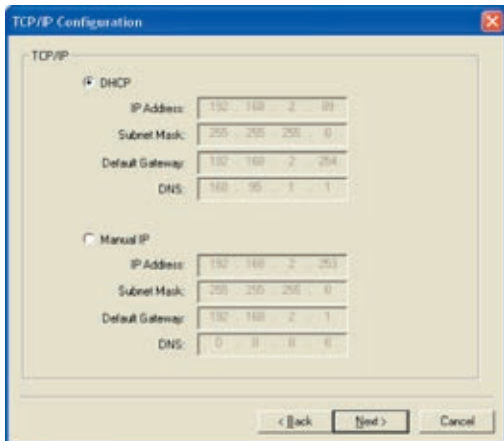 TCP/IP Configuration
TCP/IP
DHCP
IP Address: 192 . 168 . 2 .
Subnet Mask: 255 . 255 . 255 . 0
Default Gateway: 192 . 168 . 2 . 254
DNS: 168 . 95 . 1 . 1
Manual IP
IP Address: 192 . 168 . 2 . 253
Subnet Mask: 255 . 255 . 255 . 0
Default Gateway: 192 . 168 . 2 . 1
DNS: 0 . 0 . 0 . 0
< Back
Next >
Cancel